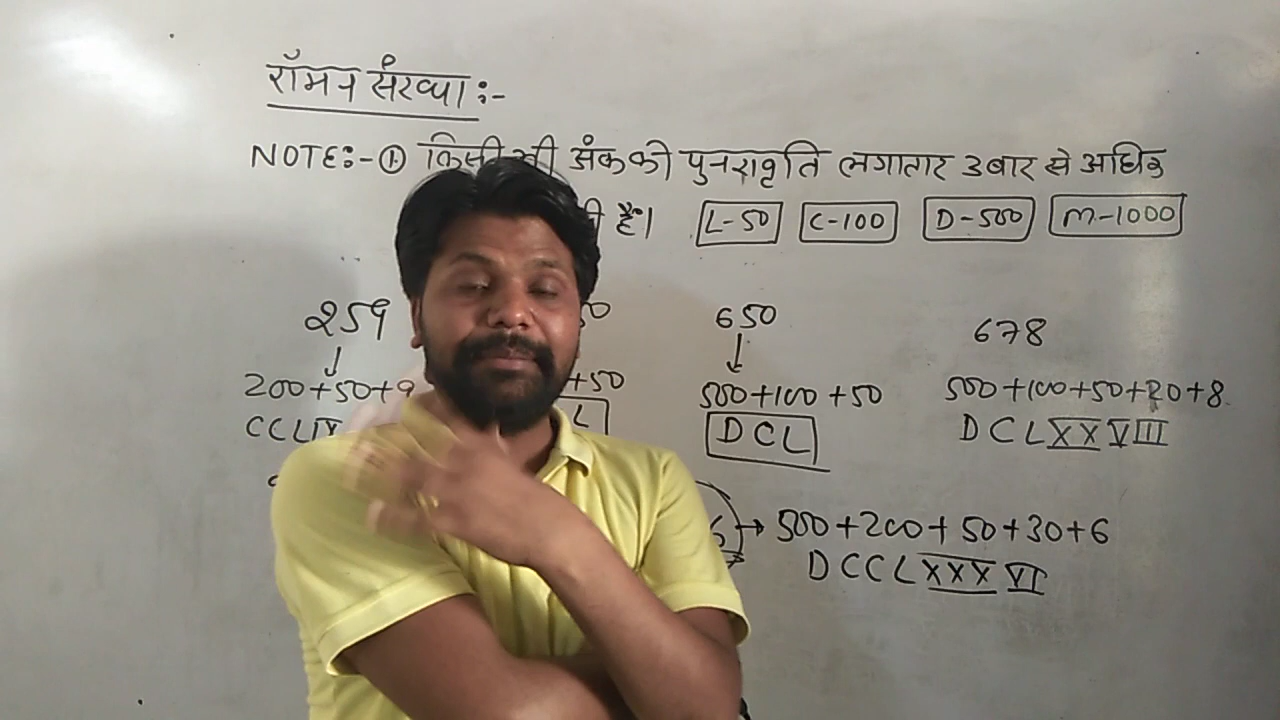 रॉमन संख्या :-
NOTE:- ① किसी भी अंक को पुनरावृति लगातार 3 बार से अधिक
है। L-50 C-100 D-500 M-1000
259 650 678
↓ ↓
200+50+9 +50 500+100+50 500+100+50+20+8
CCLIX L DCL DCLXXVIII
→ 500+200+50+30+6
DCCLXXXVI